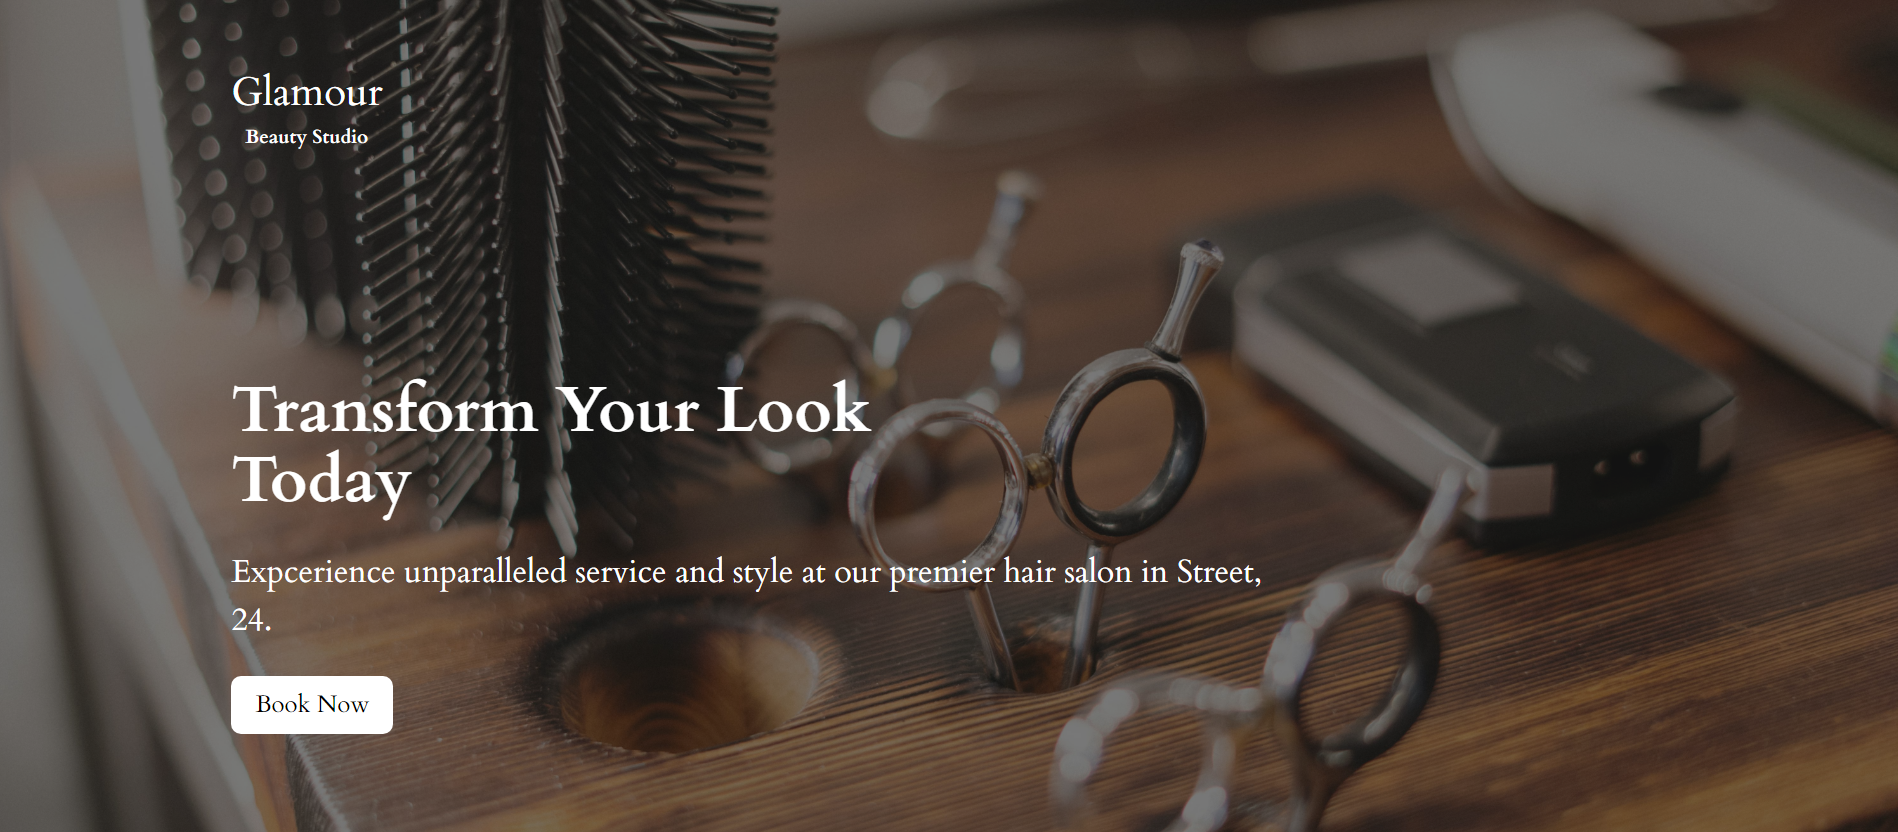 Glamour
Beauty Studio
Transform Your Look
Today
Expcerience unparalleled service and style at our premier hair salon in Street,
24.
Book Now